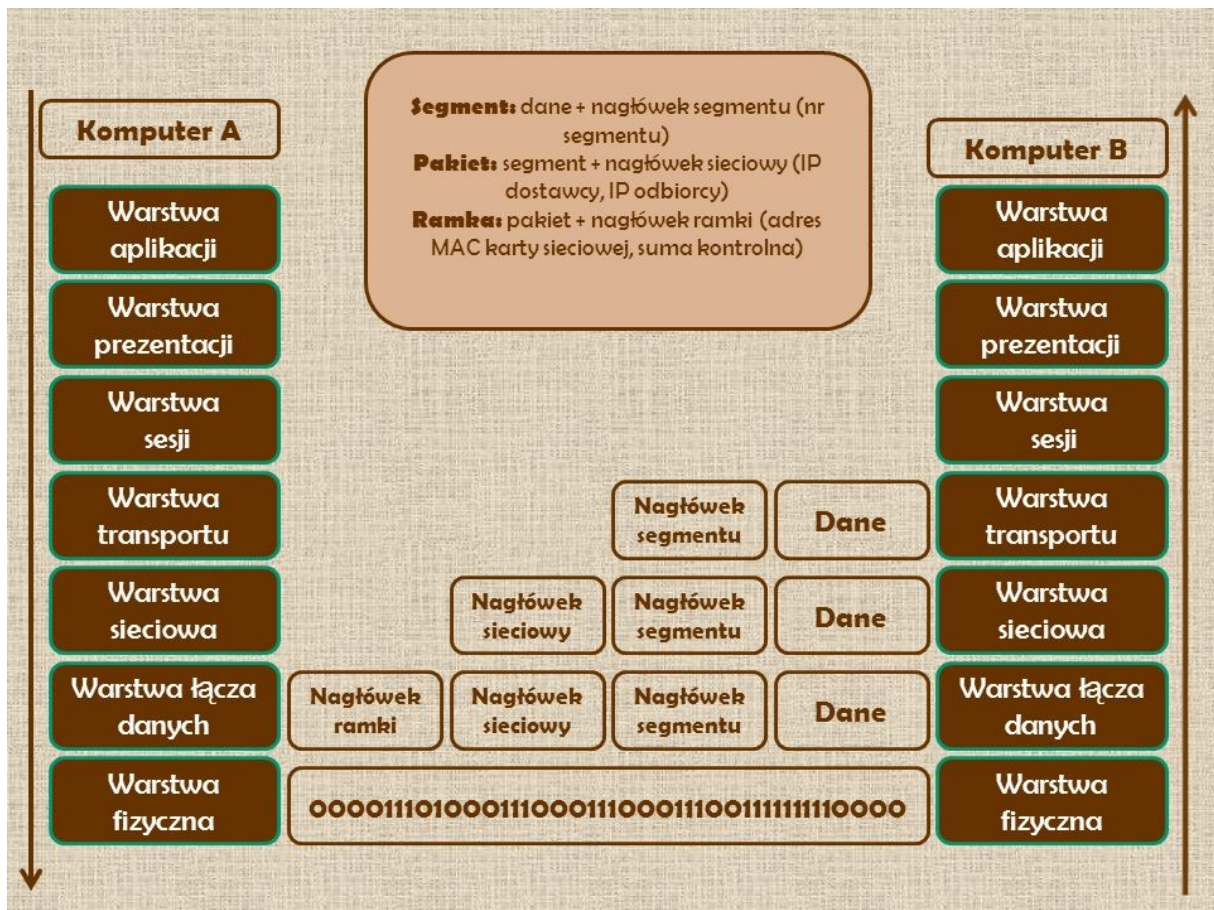 Segment: dane + nagłówek segmentu (nr
segmentu)
Pakiet: segment + nagłówek sieciowy (IP
dostawcy, IP odbiorcy)
Ramka: pakiet + nagłówek ramki (adres
MAC karty sieciowej, suma kontrolna)
Komputer A
Warstwa
aplikacji
Warstwa
prezentacji
Warstwa
sesji
Warstwa
transportu
Warstwa
sieciowa
Warstwa łącza
danych
Warstwa
fizyczna
Nagłówek
segmentu
Dane
Nagłówek
sieciowy
Nagłówek
segmentu
Dane
Nagłówek
ramki
Nagłówek
sieciowy
Nagłówek
segmentu
Dane
0000111010001110001110001110011111111110000
Komputer B
Warstwa
aplikacji
Warstwa
prezentacji
Warstwa
sesji
Warstwa
transportu
Warstwa
sieciowa
Warstwa łącza
danych
Warstwa
fizyczna